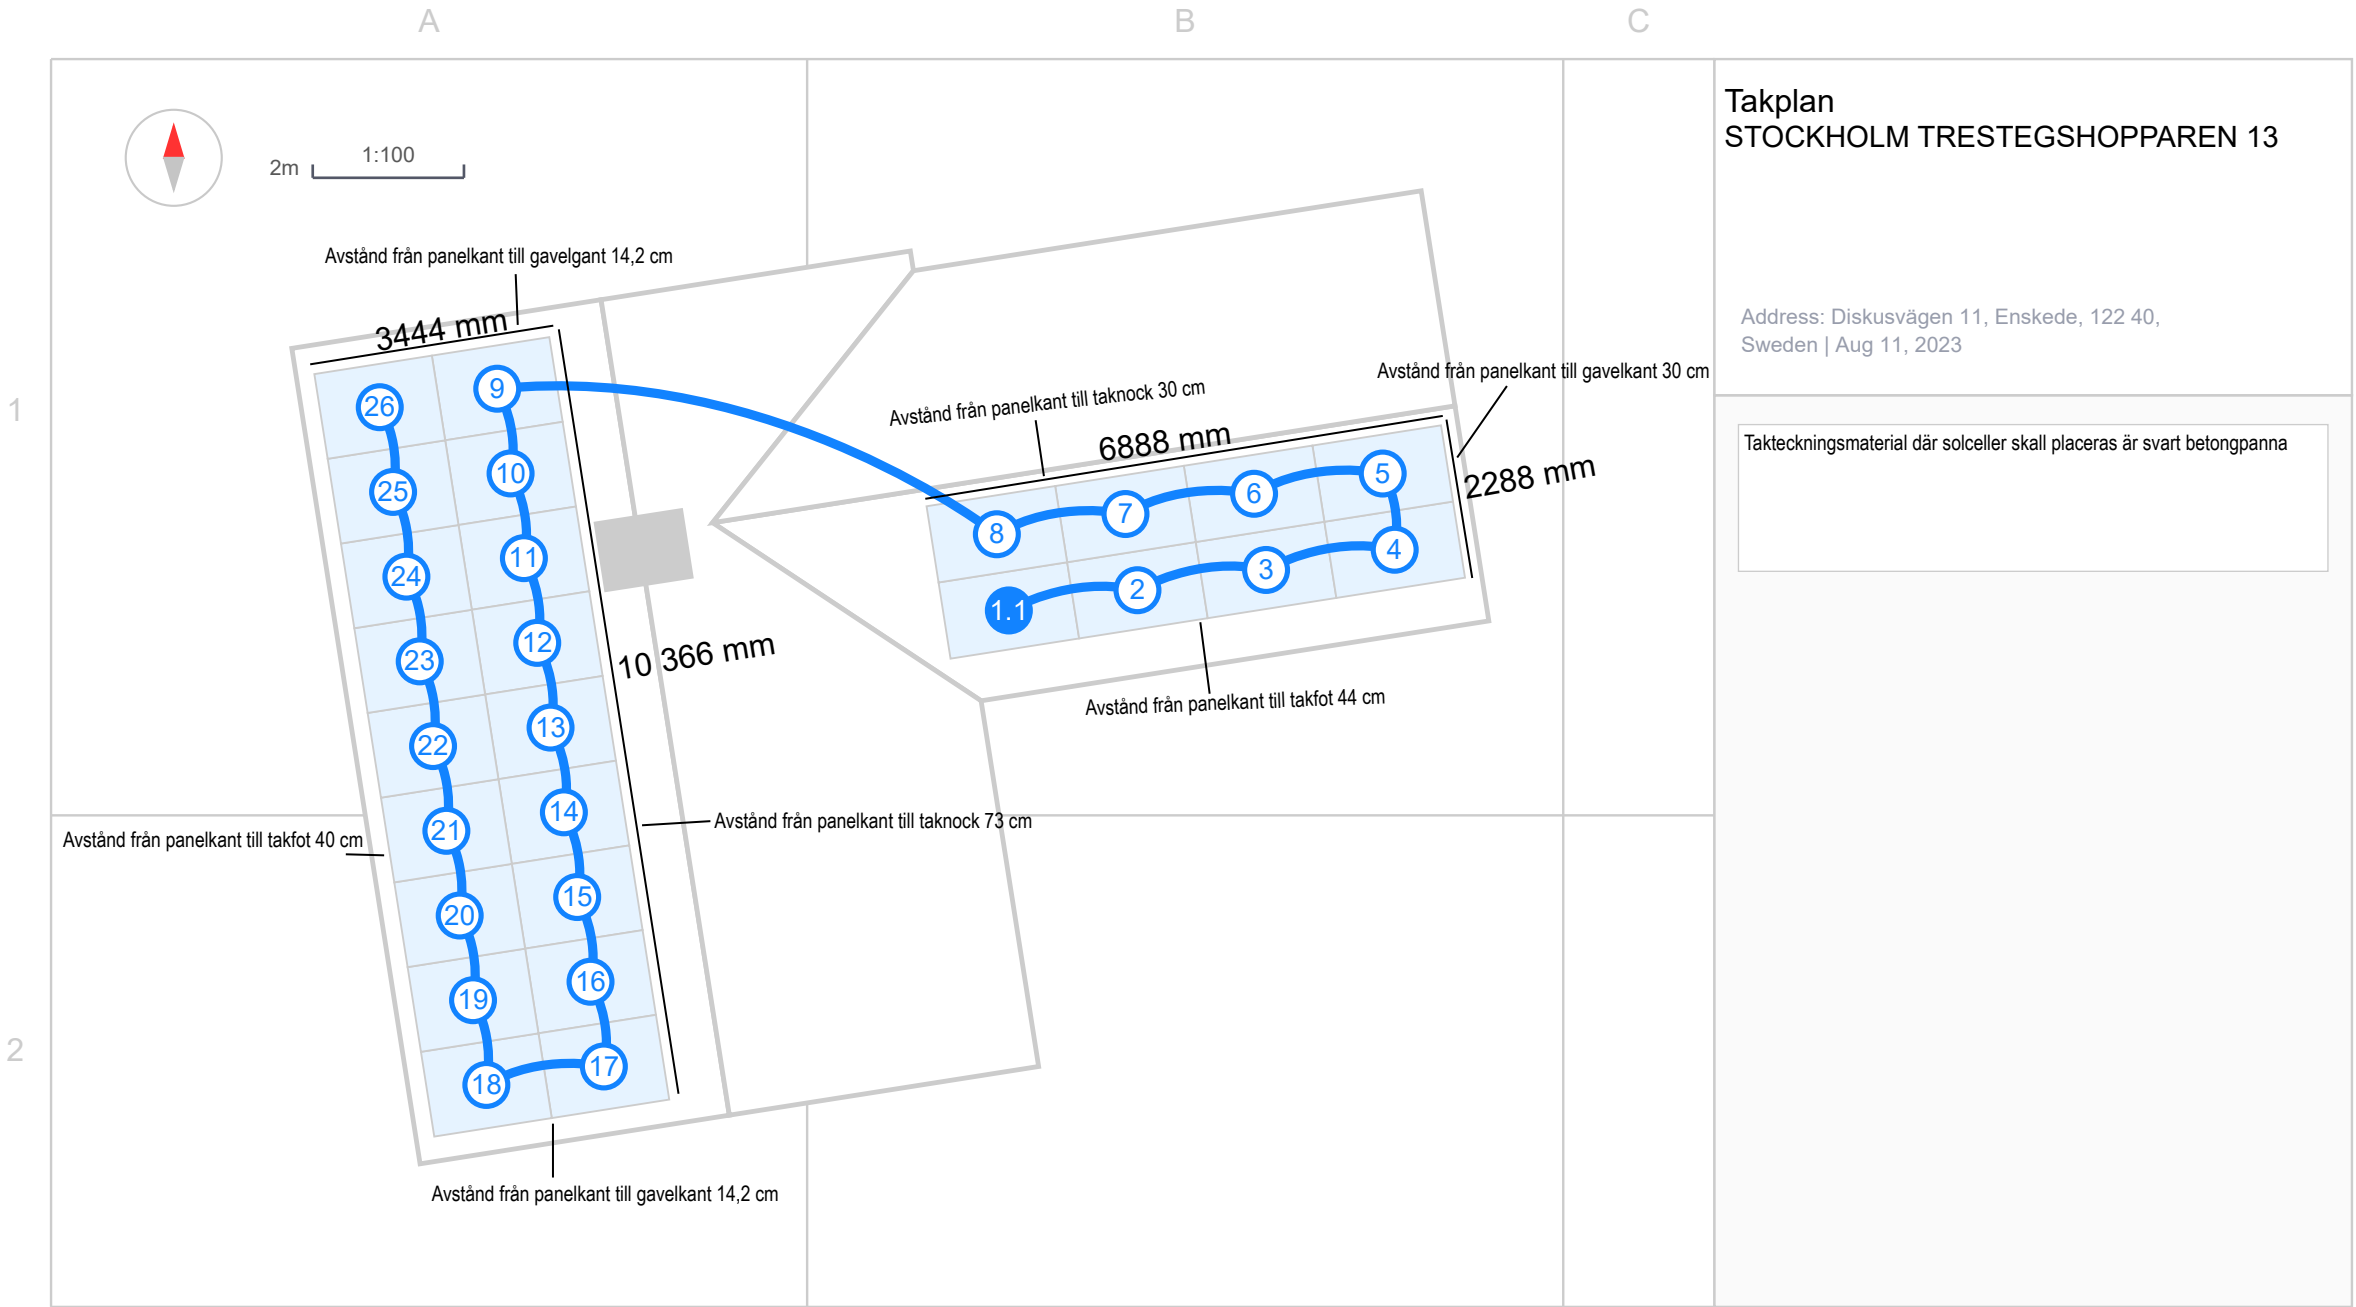 A
B
C
1
2
2m
1:100
Takplan
STOCKHOLM TRESTEGSHOPPAREN 13
Address: Diskusvägen 11, Enskede, 122 40,
Sweden | Aug 11, 2023
Takteckningsmaterial där solceller skall placeras är svart betongpanna
Avstånd från panelkant till gavelgant 14,2 cm
3444 mm
Avstånd från panelkant till gavelkant 30 cm
Avstånd från panelkant till taknock 30 cm
6888 mm
2288 mm
26
9
25
10
24
11
23
12
22
13
21
14
20
15
19
16
18
17
8
7
6
5
1.1
2
3
4
10 366 mm
Avstånd från panelkant till takfot 44 cm
Avstånd från panelkant till taknock 73 cm
Avstånd från panelkant till takfot 40 cm
Avstånd från panelkant till gavelkant 14,2 cm